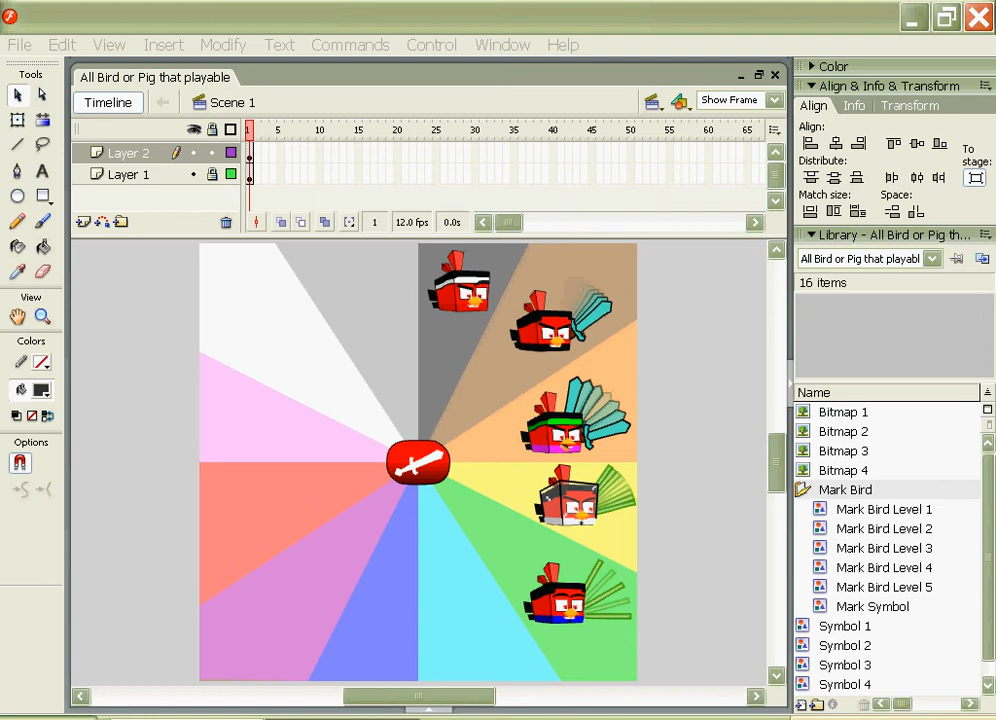 File Edit View Insert Modify Text Commands Control Window Help
Tools
View
Colors
Options
All Bird or Pig that playable
Timeline
Scene 1
Show Frame
1 5 10 15 20 25 30 35 40 45 50 55 60 65
Layer 2
Layer 1
1 12.0 fps 0.0s
Color
Align & Info & Transform
Align Info Transform
Align:
Distribute:
Match size: Space:
To
stage:
Library - All Bird or Pig th...
All Bird or Pig that playabl
16 items
Name
Bitmap 1
Bitmap 2
Bitmap 3
Bitmap 4
Mark Bird
Mark Bird Level 1
Mark Bird Level 2
Mark Bird Level 3
Mark Bird Level 4
Mark Bird Level 5
Mark Symbol
Symbol 1
Symbol 2
Symbol 3
Symbol 4